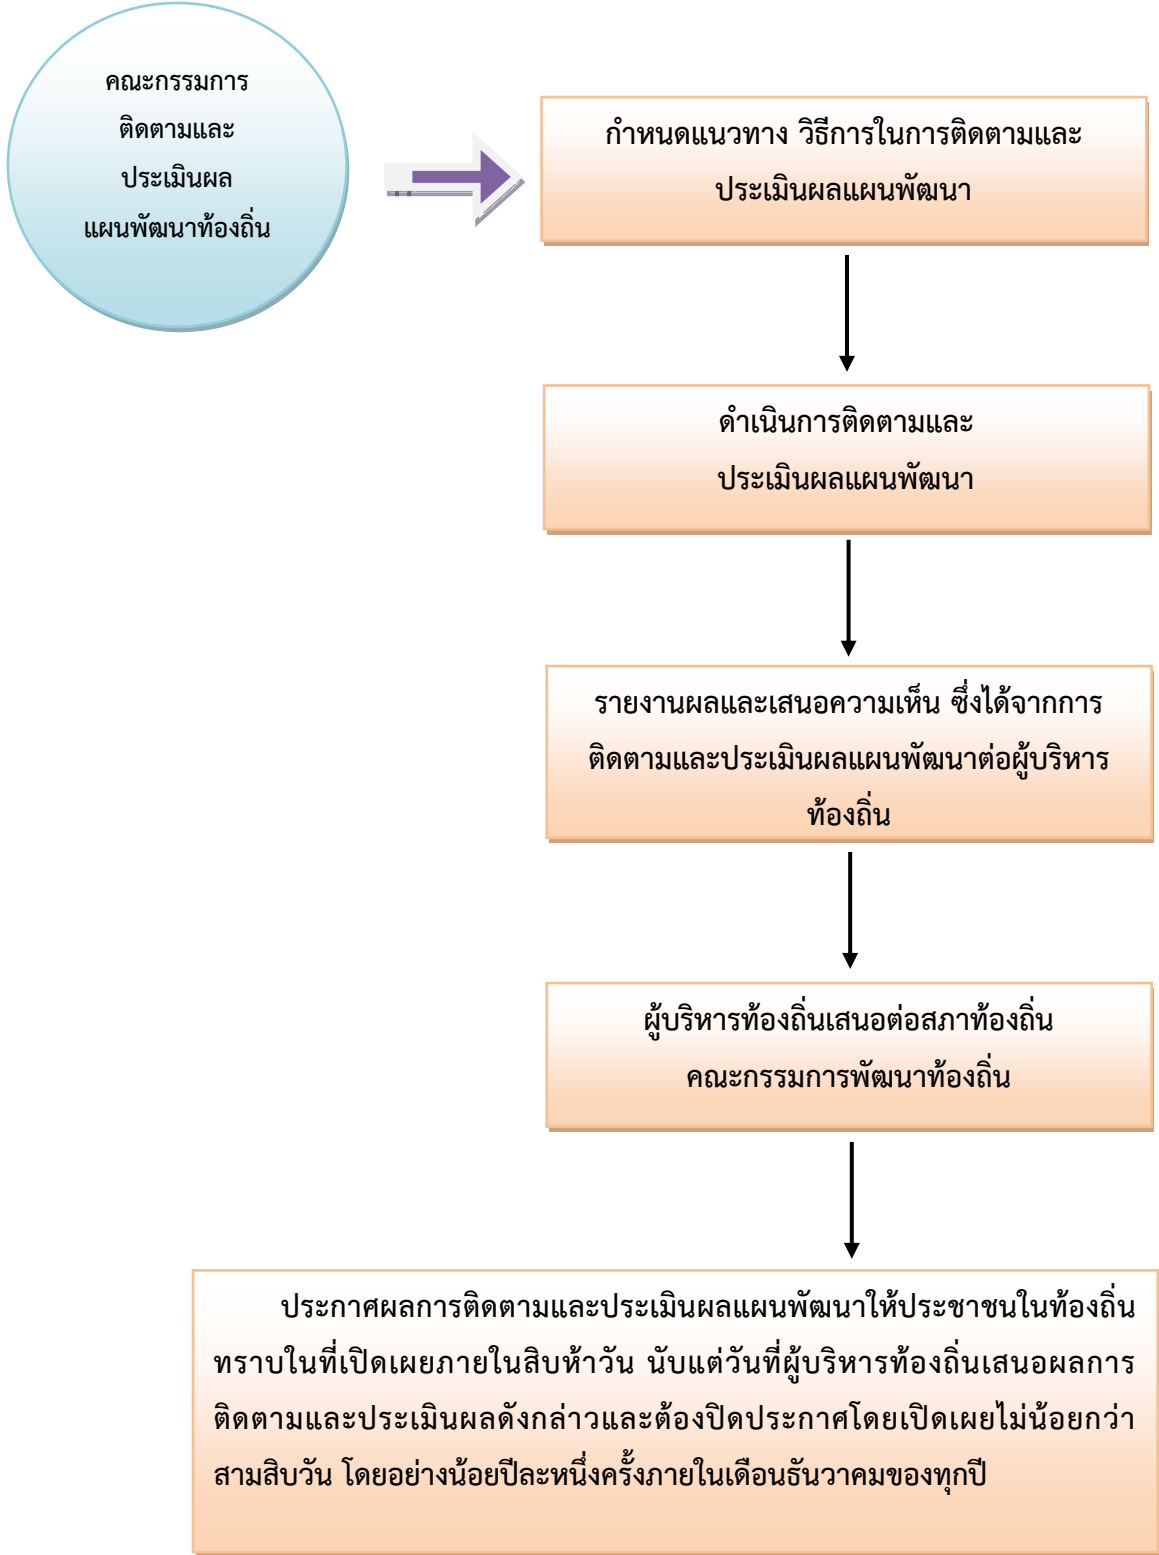 คณะกรรมการ
ติดตามและ
ประเมินผล
แผนพัฒนาท้องถิ่น
กำหนดแนวทาง วิธีการในการติดตามและ
ประเมินผลแผนพัฒนา
ดำเนินการติดตามและ
ประเมินผลแผนพัฒนา
รายงานผลและเสนอความเห็น ซึ่งได้จากการ
ติดตามและประเมินผลแผนพัฒนาต่อผู้บริหาร
ท้องถิ่น
ผู้บริหารท้องถิ่นเสนอต่อสภาท้องถิ่น
คณะกรรมการพัฒนาท้องถิ่น
ประกาศผลการติดตามและประเมินผลแผนพัฒนาให้ประชาชนในท้องถิ่น
ทราบในที่เปิดเผยภายในสิบห้าวัน นับแต่วันที่ผู้บริหารท้องถิ่นเสนอผลการ
ติดตามและประเมินผลดังกล่าวและต้องปิดประกาศโดยเปิดเผยไม่น้อยกว่า
สามสิบวัน โดยอย่างน้อยปีละหนึ่งครั้งภายในเดือนธันวาคมของทุกปี